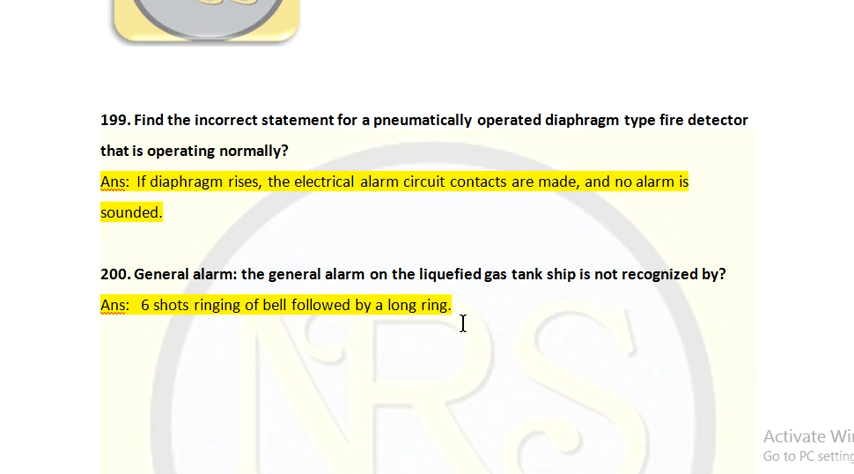 199. Find the incorrect statement for a pneumatically operated diaphragm type fire detector
that is operating normally?
Ans: If diaphragm rises, the electrical alarm circuit contacts are made, and no alarm is
sounded.
200. General alarm: the general alarm on the liquefied gas tank ship is not recognized by?
Ans: 6 shots ringing of bell followed by a long ring.
NRS
Activate Wi
Go to PC setting